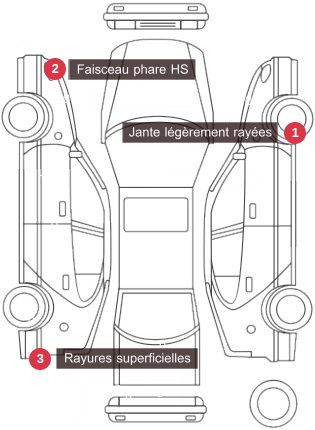 2 Faisceau phare HS
Jante légèrement rayées 1
3 Rayures superficielles